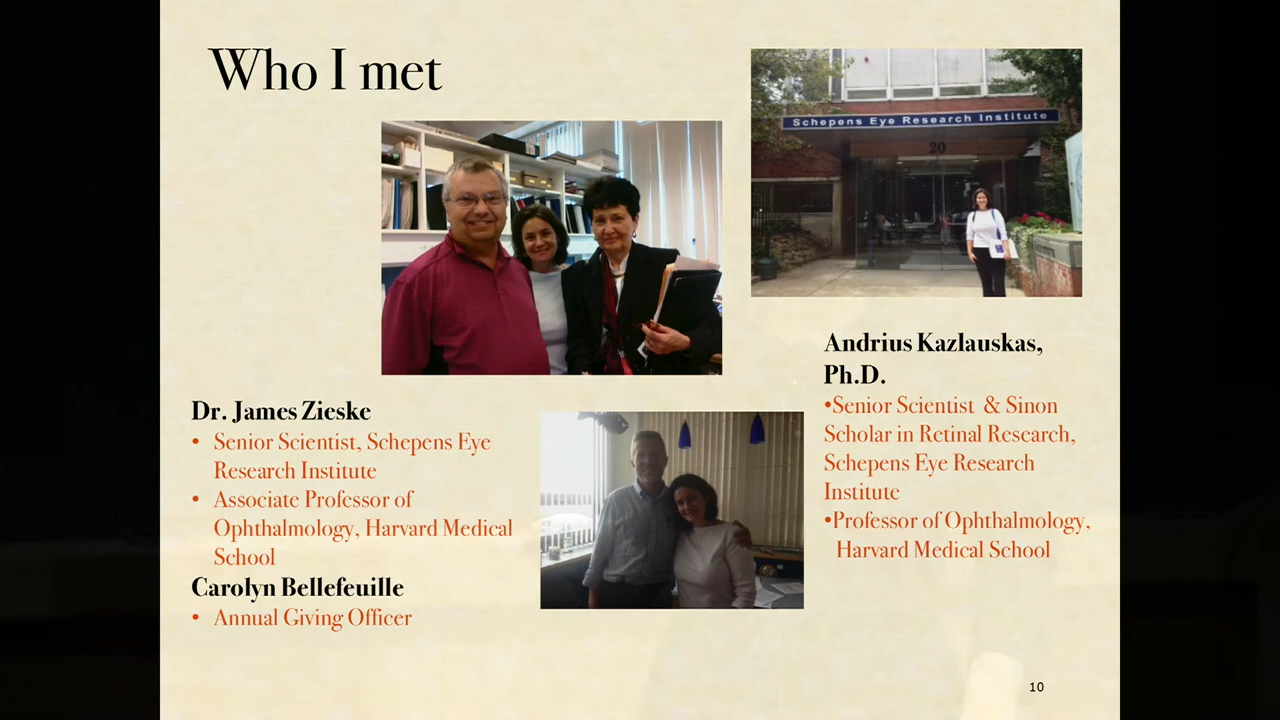 Who I met
Schepens Eye Research Institute
20
Dr. James Zieske
• Senior Scientist, Schepens Eye
Research Institute
• Associate Professor of
Ophthalmology, Harvard Medical
School
Carolyn Bellefeuille
• Annual Giving Officer
Andrius Kazlauskas,
Ph.D.
•Senior Scientist & Sinon
Scholar in Retinal Research,
Schepens Eye Research
Institute
•Professor of Ophthalmology,
Harvard Medical School
10